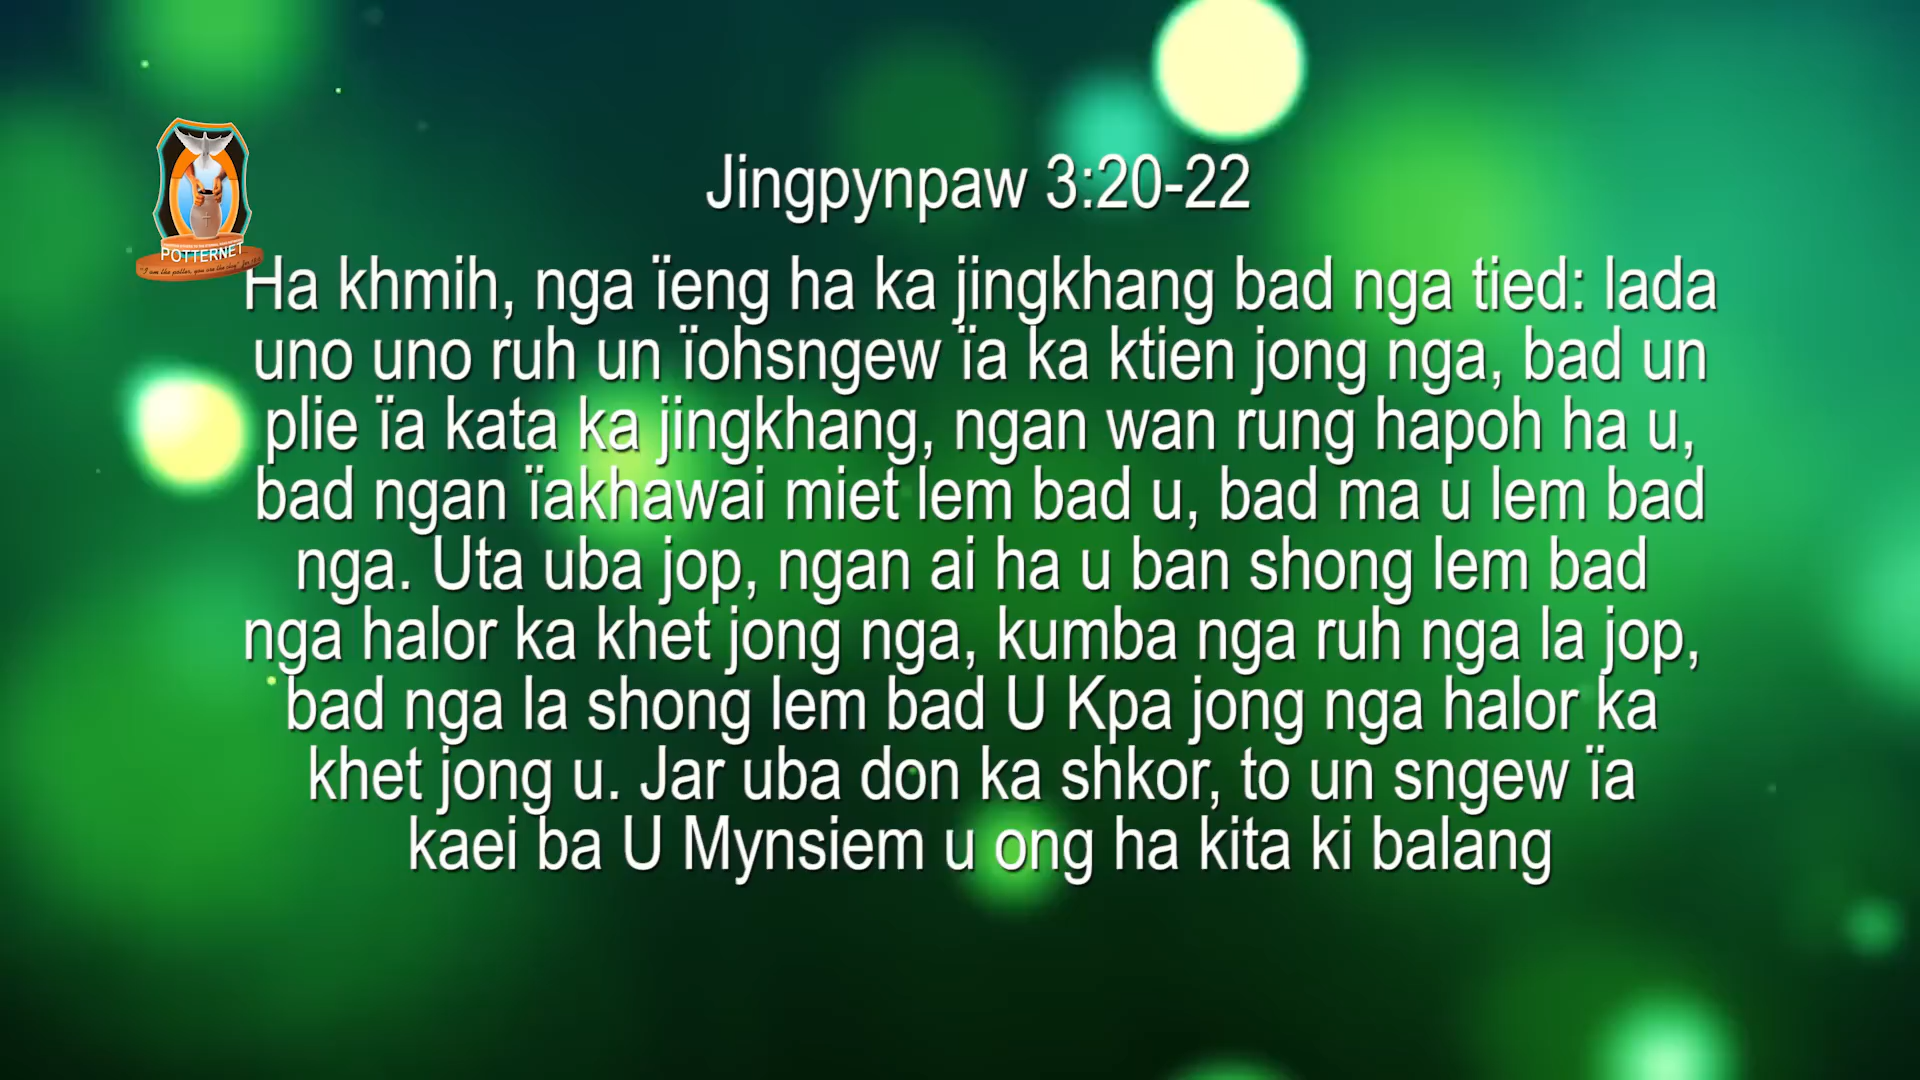 Jingpynpaw 3:20-22
POTTERNET
Ha khmih, nga ïeng ha ka jingkhang bad nga tied: lada
uno uno ruh un ïohsngew ïa ka ktien jong nga, bad un
plie ïa kata ka jingkhang, ngan wan rung hapoh ha u,
bad ngan ïakhawai miet lem bad u, bad ma u lem bad
nga. Uta uba jop, ngan ai ha u ban shong lem bad
nga halor ka khet jong nga, kumba nga ruh nga la jop,
bad nga la shong lem bad U Kpa jong nga halor ka
khet jong u. Jar uba don ka shkor, to un sngew ïa
kaei ba U Mynsiem u ong ha kita ki balang